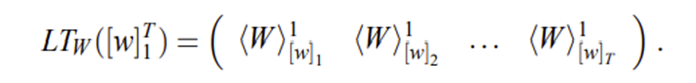 LT_W([w]_1^T) = ( ⟨W⟩^1_{[w]_1} ⟨W⟩^1_{[w]_2} … ⟨W⟩^1_{[w]_T} ).